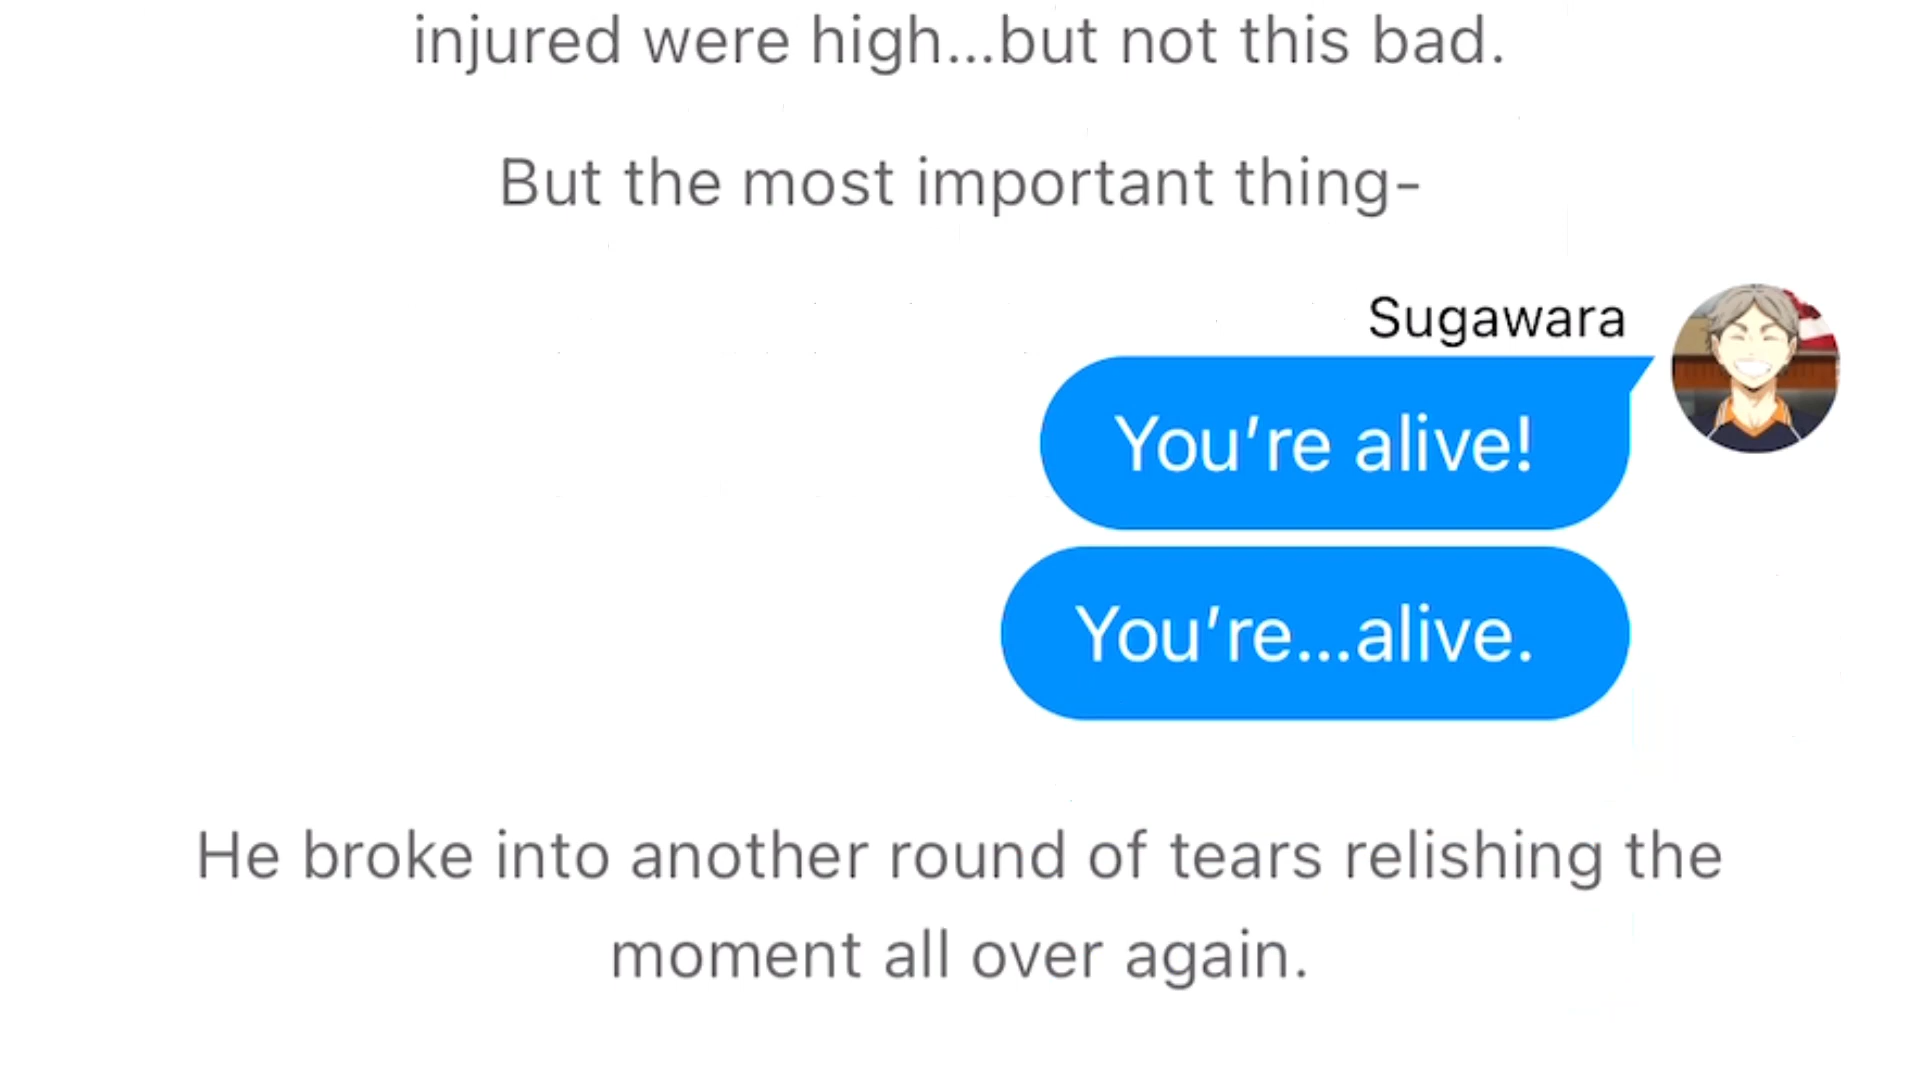 injured were high...but not this bad.
But the most important thing-
Sugawara
You're alive!
You're...alive.
He broke into another round of tears relishing the
moment all over again.